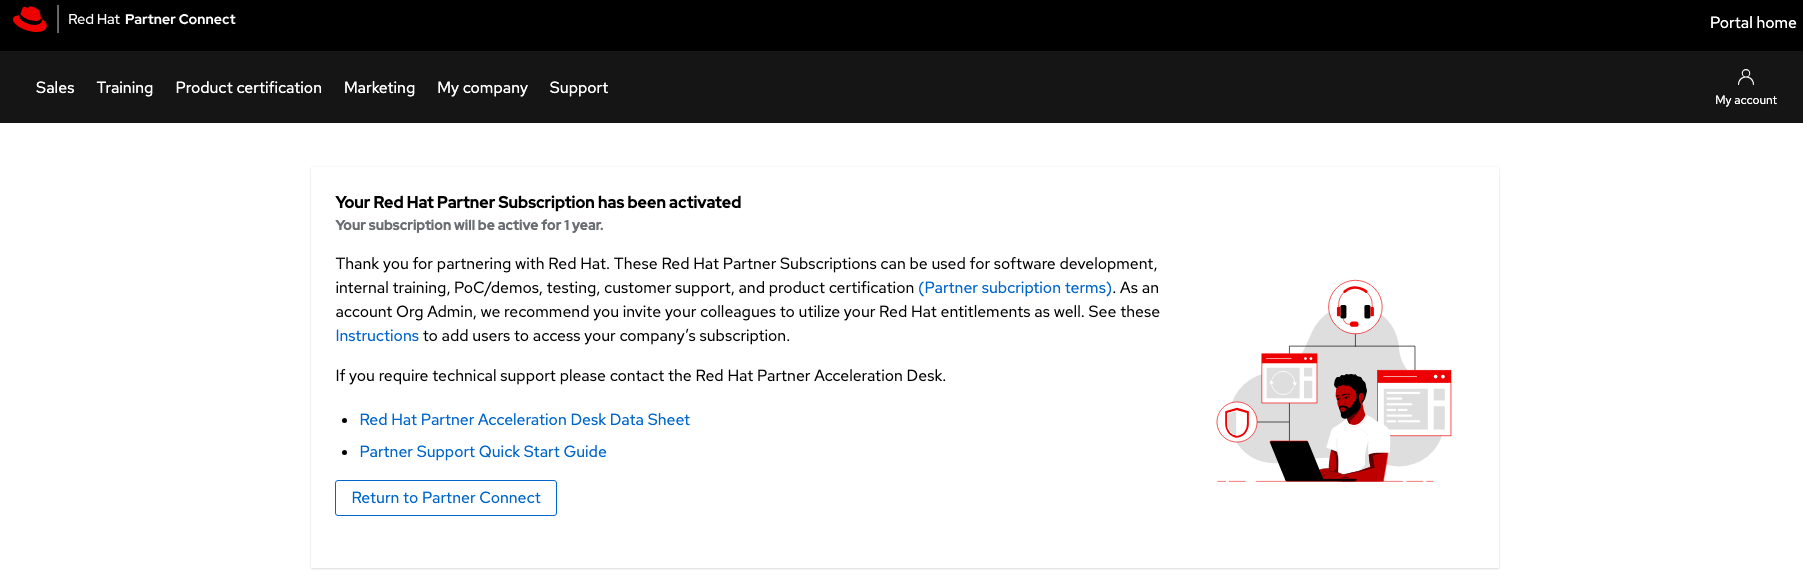 Red Hat Partner Connect
Portal home
Sales Training Product certification Marketing My company Support
My account
Your Red Hat Partner Subscription has been activated
Your subscription will be active for 1 year.
Thank you for partnering with Red Hat. These Red Hat Partner Subscriptions can be used for software development,
internal training, PoC/demos, testing, customer support, and product certification (Partner subcription terms). As an
account Org Admin, we recommend you invite your colleagues to utilize your Red Hat entitlements as well. See these
Instructions to add users to access your company’s subscription.
If you require technical support please contact the Red Hat Partner Acceleration Desk.
• Red Hat Partner Acceleration Desk Data Sheet
• Partner Support Quick Start Guide
Return to Partner Connect